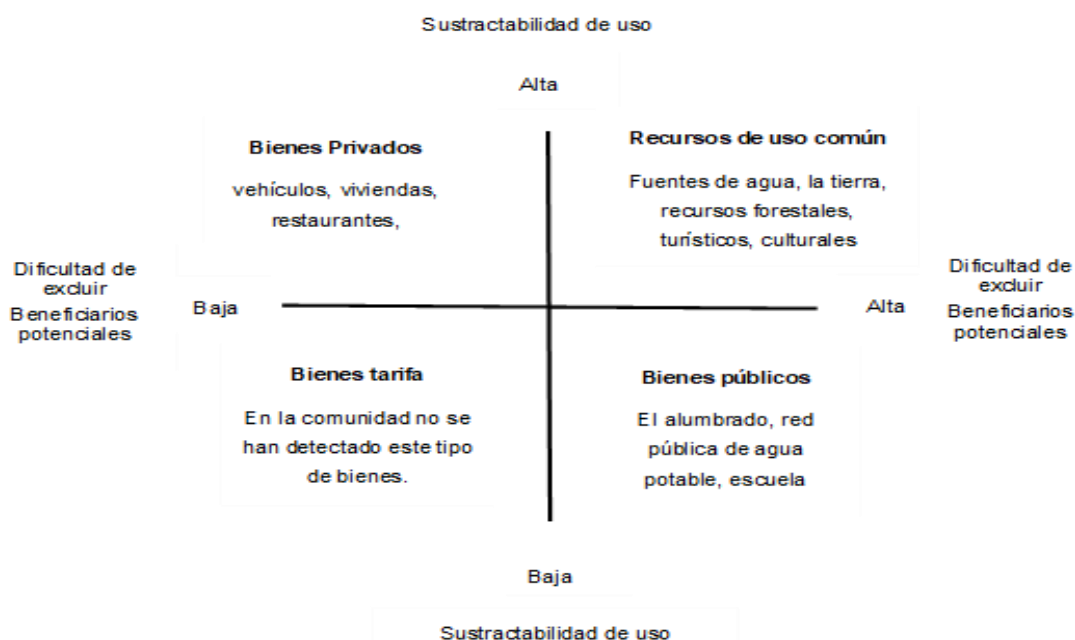 Sustractabilidad de uso
Alta
Bienes Privados
vehículos, viviendas,
restaurantes,
Recursos de uso común
Fuentes de agua, la tierra,
recursos forestales,
turísticos, culturales
Dificultad de
excluir
Beneficiarios
potenciales
Baja
Alta
Dificultad de
excluir
Beneficiarios
potenciales
Bienes tarifa
En la comunidad no se
han detectado este tipo
de bienes.
Bienes públicos
El alumbrado, red
pública de agua
potable, escuela
Baja
Sustractabilidad de uso